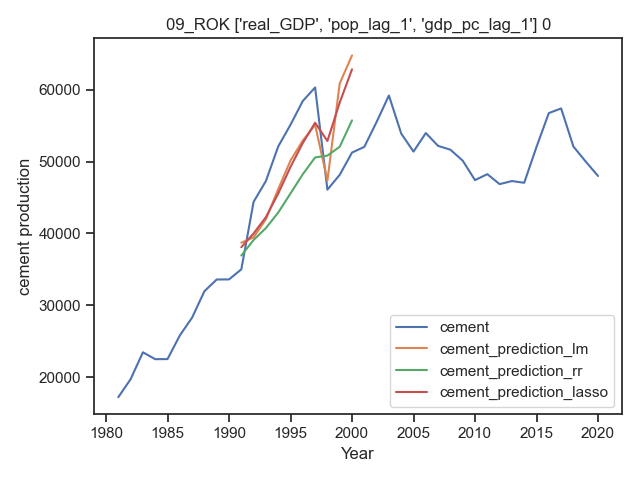 09_ROK ['real_GDP', 'pop_lag_1', 'gdp_pc_lag_1'] 0
cement production
60000
50000
40000
30000
20000
cement
cement_prediction_lm
cement_prediction_rr
cement_prediction_lasso
1980 1985 1990 1995 2000 2005 2010 2015 2020
Year